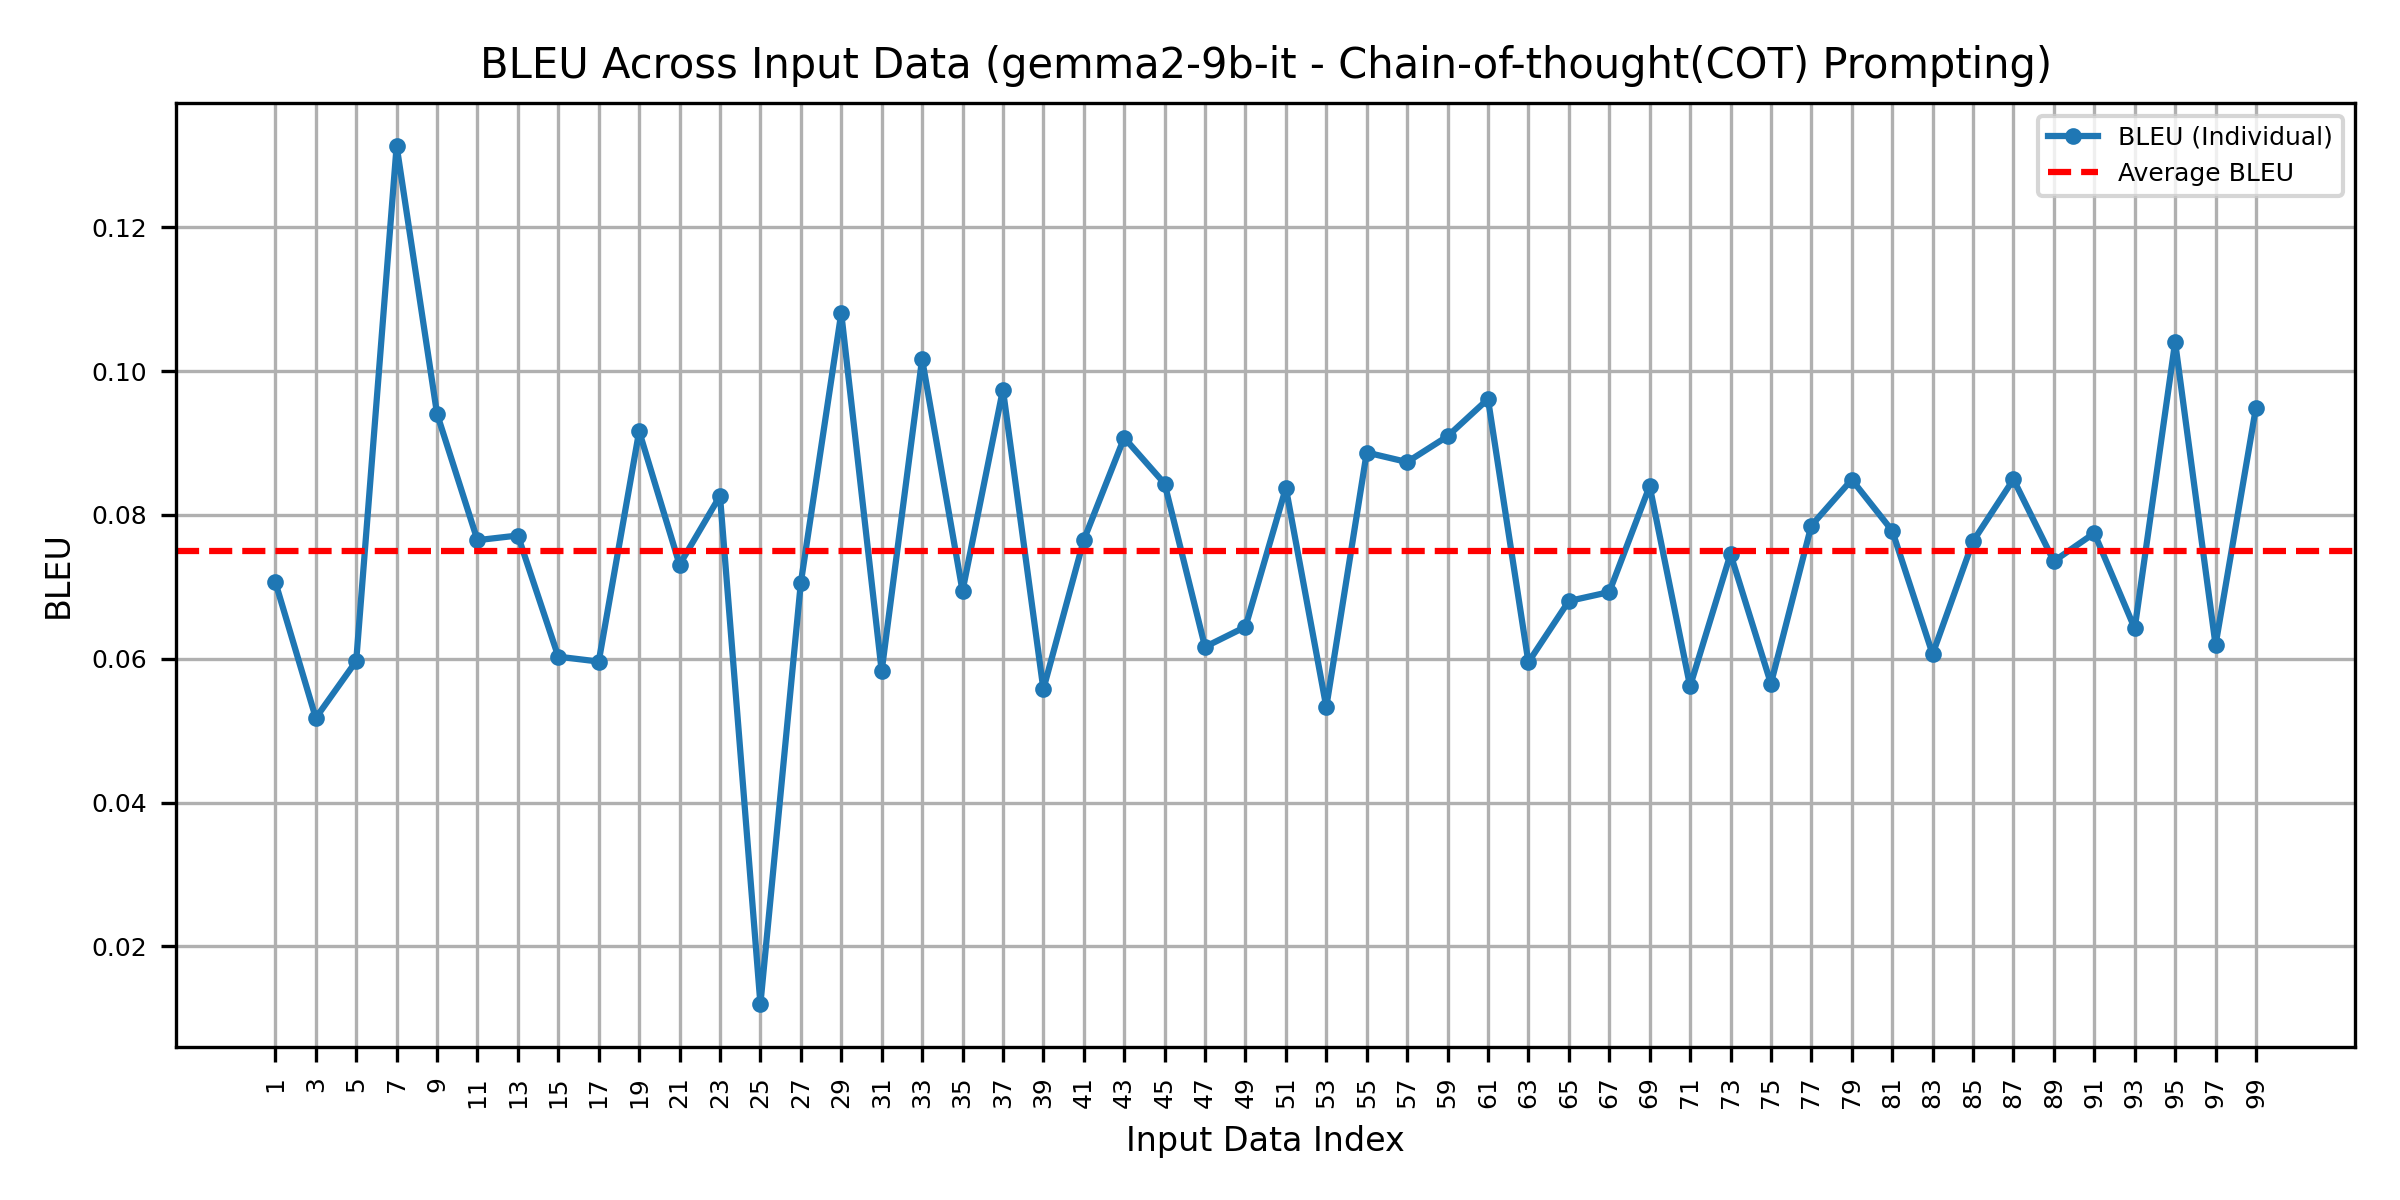 BLEU Across Input Data (gemma2-9b-it - Chain-of-thought(COT) Prompting)
BLEU (Individual)
Average BLEU
0.12
0.10
0.08
0.06
0.04
0.02
BLEU
1 3 5 7 9 11 13 15 17 19 21 23 25 27 29 31 33 35 37 39 41 43 45 47 49 51 53 55 57 59 61 63 65 67 69 71 73 75 77 79 81 83 85 87 89 91 93 95 97 99
Input Data Index